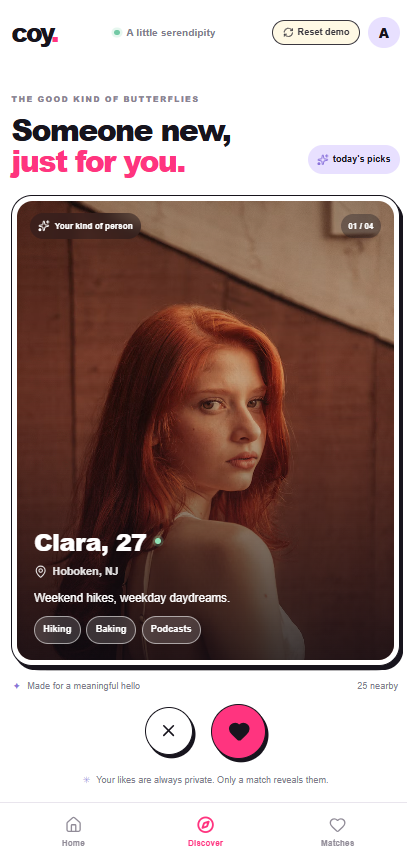 coy.
A little serendipity
Reset demo
A
THE GOOD KIND OF BUTTERFLIES
Someone new,
just for you.
today's picks
Your kind of person
01 / 04
Clara, 27
Hoboken, NJ
Weekend hikes, weekday daydreams.
Hiking
Baking
Podcasts
Made for a meaningful hello
25 nearby
Your likes are always private. Only a match reveals them.
Home
Discover
Matches